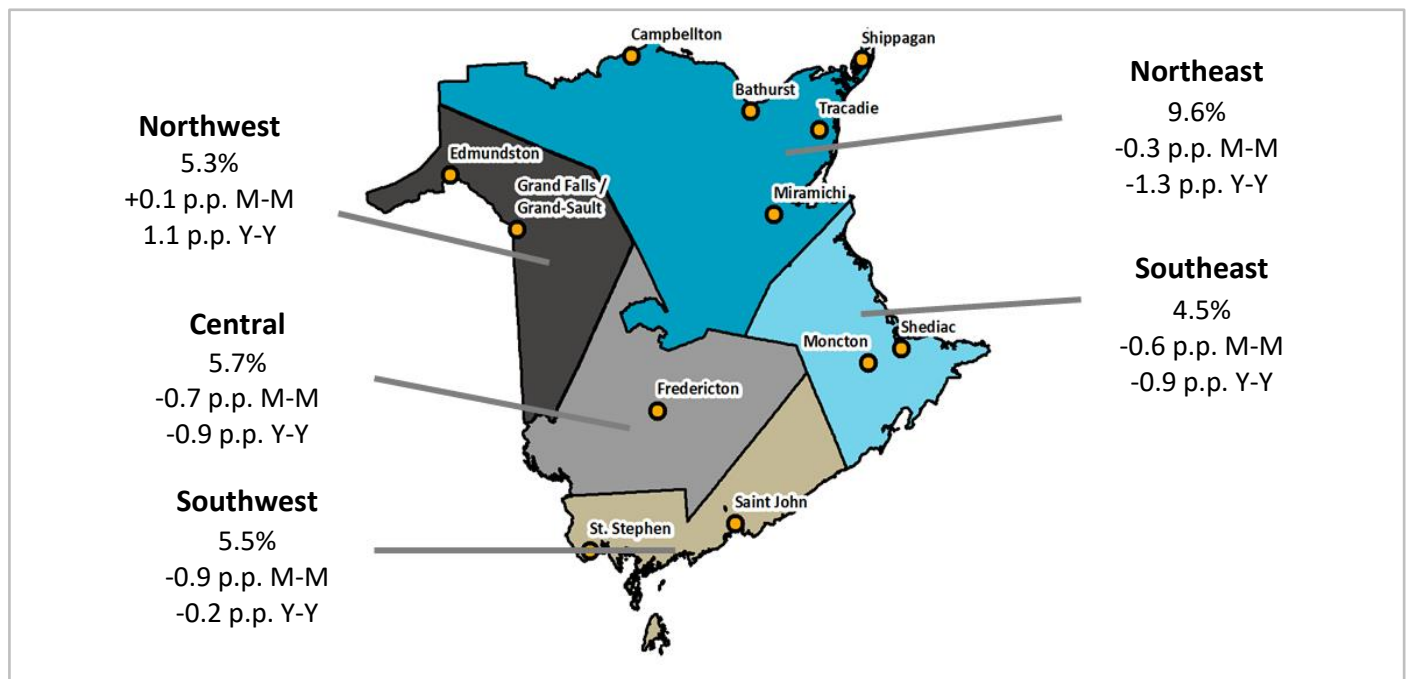 Campbellton
Shippagan
Bathurst
Tracadie
Edmundston
Grand Falls /
Grand-Sault
Miramichi
Moncton
Shediac
Fredericton
Saint John
St. Stephen
Northwest
5.3%
+0.1 p.p. M-M
1.1 p.p. Y-Y
Central
5.7%
-0.7 p.p. M-M
-0.9 p.p. Y-Y
Southwest
5.5%
-0.9 p.p. M-M
-0.2 p.p. Y-Y
Northeast
9.6%
-0.3 p.p. M-M
-1.3 p.p. Y-Y
Southeast
4.5%
-0.6 p.p. M-M
-0.9 p.p. Y-Y